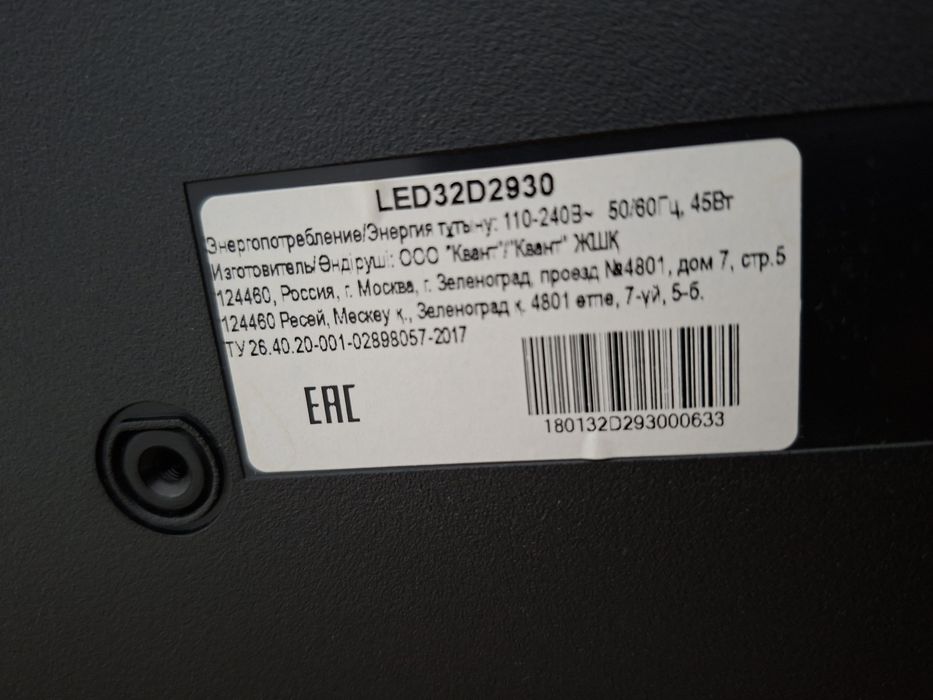 LED32D2930
Энергопотребление/Энергия тұтыну: 110-240В~ 50/60Гц, 45Вт
Изготовитель/Өндіруші: ООО "Квант"/"Квант" ЖШҚ
124460, Россия, г. Москва, г. Зеленоград, проезд №4801, дом 7, стр.5
124460 Ресей, Мәскеу қ., Зеленоград қ. 4801 өтпе, 7-үй, 5-б.
ТУ 26.40.20-001-02898057-2017
EAC
180132D293000633